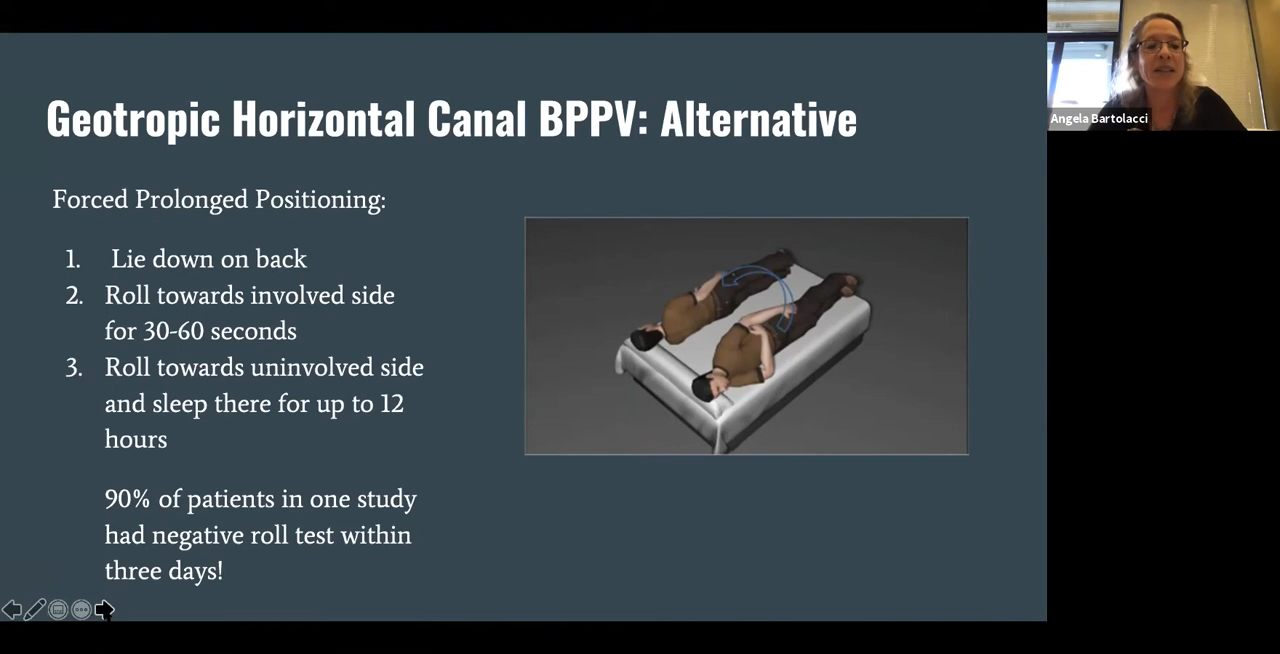 Geotropic Horizontal Canal BPPV: Alternative
Angela Bartolacci
Forced Prolonged Positioning:
1. Lie down on back
2. Roll towards involved side
for 30-60 seconds
3. Roll towards uninvolved side
and sleep there for up to 12
hours
90% of patients in one study
had negative roll test within
three days!